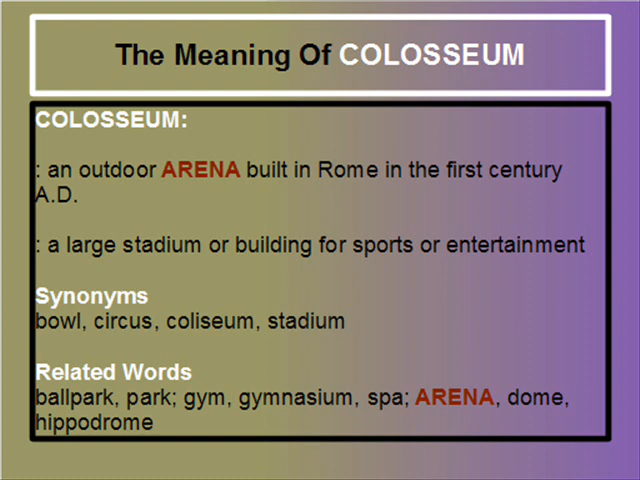 The Meaning Of COLOSSEUM
COLOSSEUM:
: an outdoor ARENA built in Rome in the first century
A.D.
: a large stadium or building for sports or entertainment
Synonyms
bowl, circus, coliseum, stadium
Related Words
ballpark, park; gym, gymnasium, spa; ARENA, dome,
hippodrome